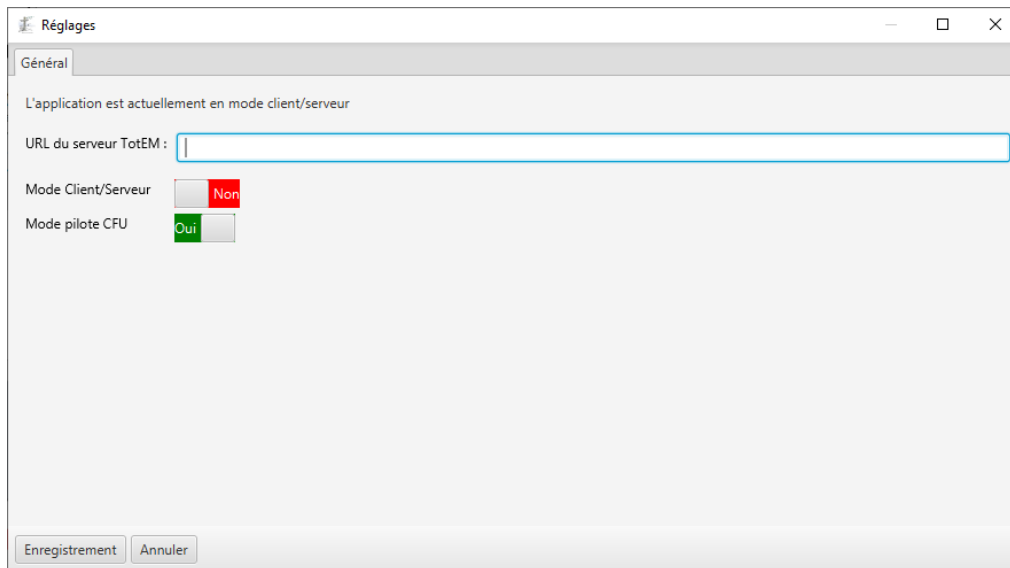 Réglages
Général
L'application est actuellement en mode client/serveur
URL du serveur TotEM :
Mode Client/Serveur Non
Mode pilote CFU Oui
Enregistrement Annuler